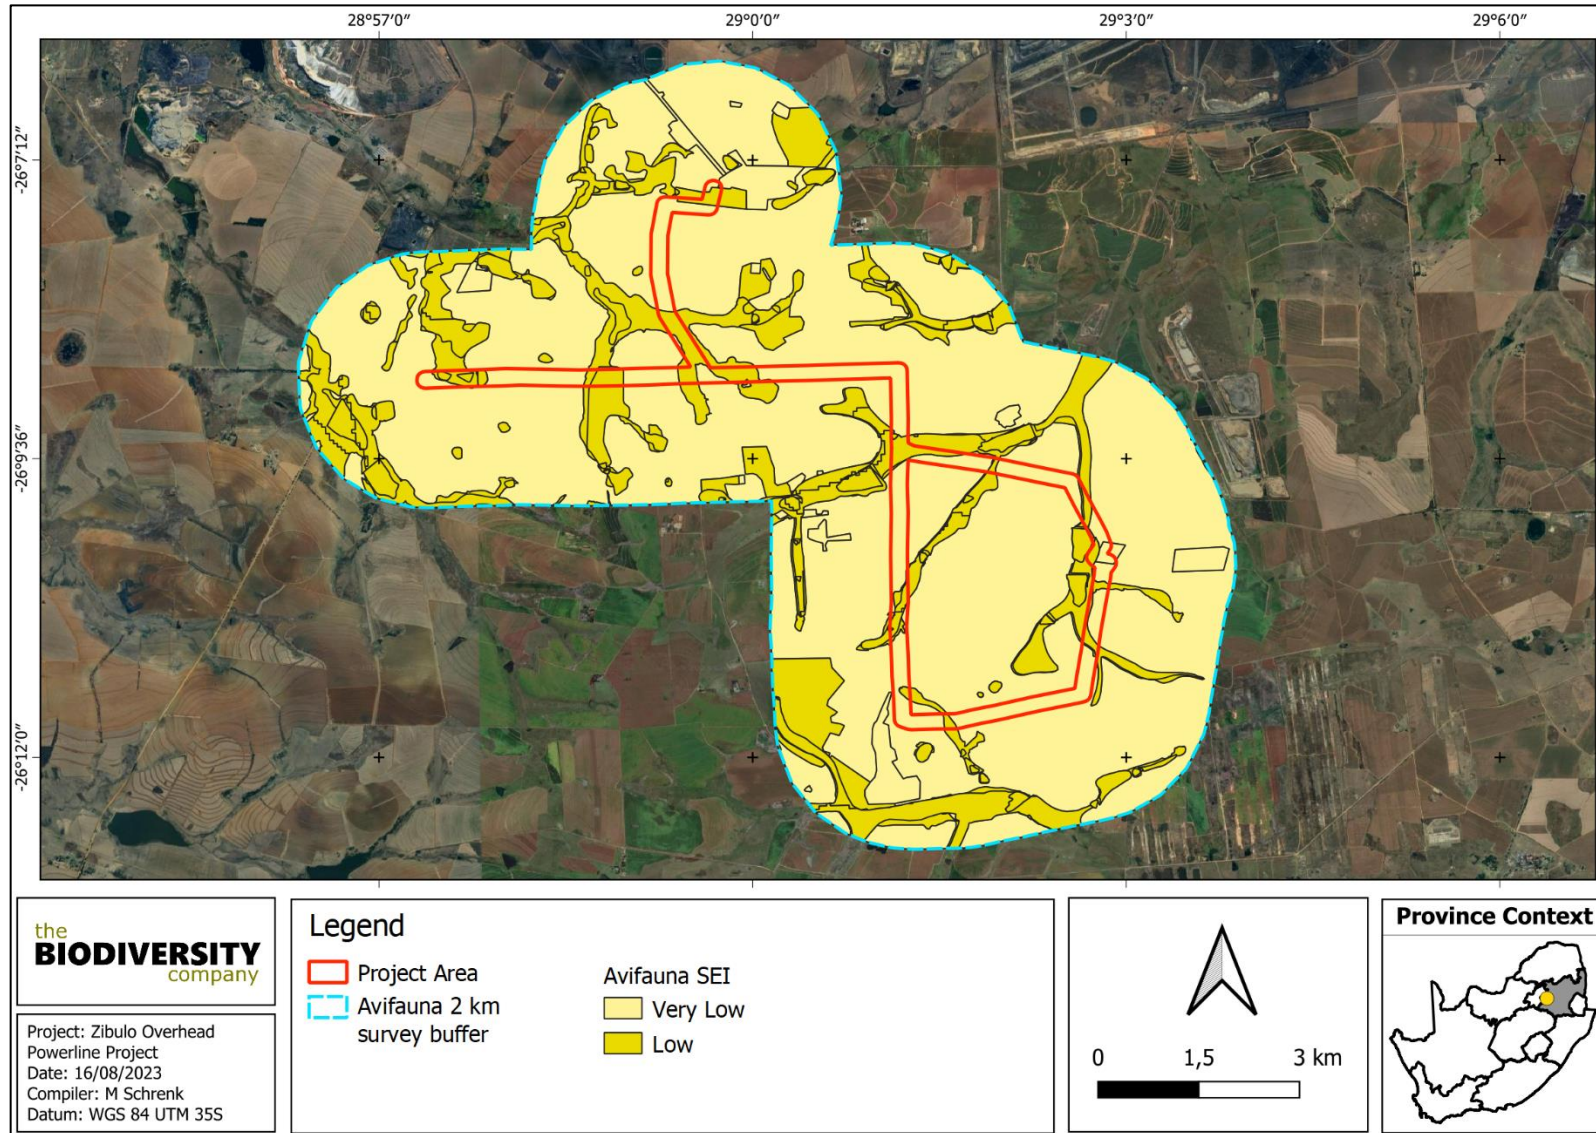 28°57′0″ 29°0′0″ 29°3′0″ 29°6′0″
-26°7′12″
-26°9′36″
-26°12′0″
the
BIODIVERSITY
company
Project: Zibulo Overhead
Powerline Project
Date: 16/08/2023
Compiler: M Schrenk
Datum: WGS 84 UTM 35S
Legend
Project Area
Avifauna 2 km
survey buffer
Avifauna SEI
Very Low
Low
0 1,5 3 km
Province Context